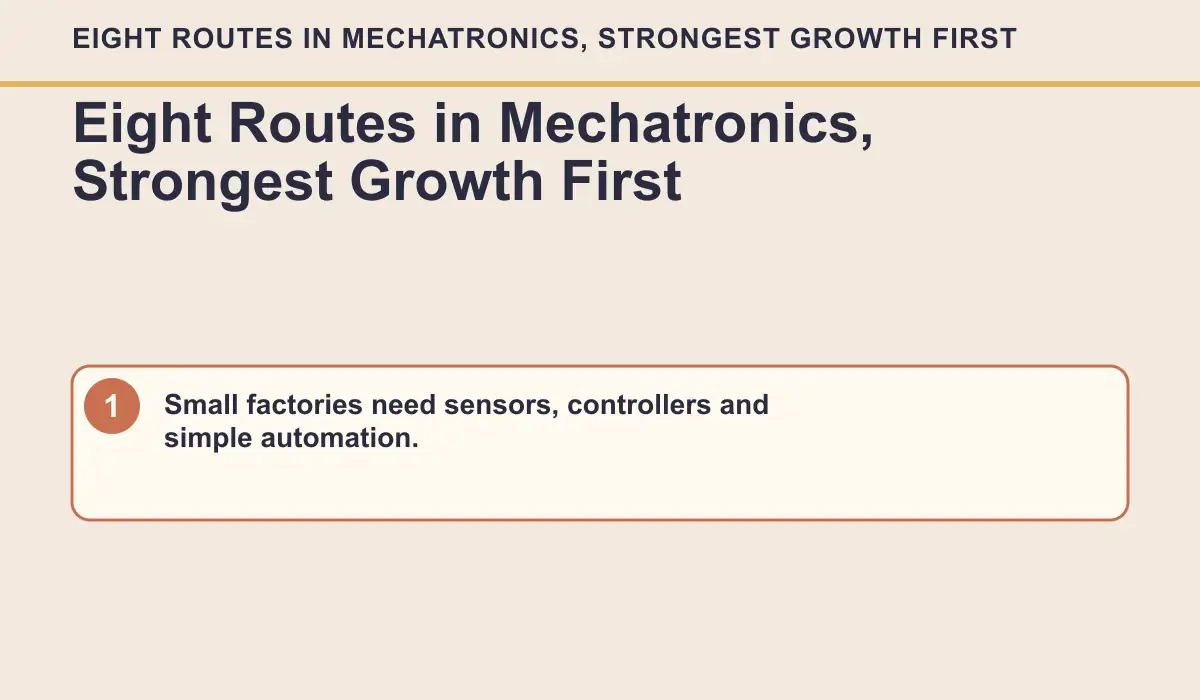 EIGHT ROUTES IN MECHATRONICS, STRONGEST GROWTH FIRST
Eight Routes in Mechatronics,
Strongest Growth First
1
Small factories need sensors, controllers and
simple automation.